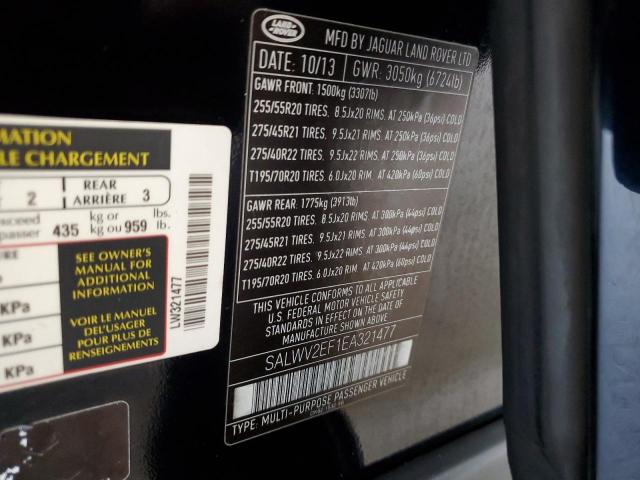 LAND ROVER
MFD BY JAGUAR LAND ROVER LTD
DATE: 10/13 GWR: 3050kg (6724lb)
GAWR FRONT: 1500kg (3307lb)
255/55R20 TIRES. 8.5Jx20 RIMS. AT 250kPa (36psi) COLD
275/45R21 TIRES. 9.5Jx21 RIMS. AT 250kPa (36psi) COLD
275/40R22 TIRES. 9.5Jx22 RIMS. AT 250kPa (36psi) COLD
T195/70R20 TIRES. 6.0Jx20 RIM. AT 420kPa (60psi) COLD
GAWR REAR: 1775kg (3913lb)
255/55R20 TIRES. 8.5Jx20 RIMS. AT 300kPa (44psi) COLD
275/45R21 TIRES. 9.5Jx21 RIMS. AT 300kPa (44psi) COLD
275/40R22 TIRES. 9.5Jx22 RIMS. AT 300kPa (44psi) COLD
T195/70R20 TIRES. 6.0Jx20 RIM. AT 420kPa (60psi) COLD
THIS VEHICLE CONFORMS TO ALL APPLICABLE
U.S. FEDERAL MOTOR VEHICLE SAFETY
STANDARDS IN EFFECT ON THE DATE OF
MANUFACTURE SHOWN ABOVE.
SALWV2EF1EA321477
TYPE: MULTI-PURPOSE PASSENGER VEHICLE
MATION
LE CHARGEMENT
2 REAR
ARRIÈRE 3
xceed
passer 435 kg or
kg ou 959 lbs.
lb.
URE
KPa
KPa
KPa
SEE OWNER'S
MANUAL FOR
ADDITIONAL
INFORMATION
VOIR LE MANUEL
DE L'USAGER
POUR PLUS DE
RENSEIGNEMENTS
LW321477